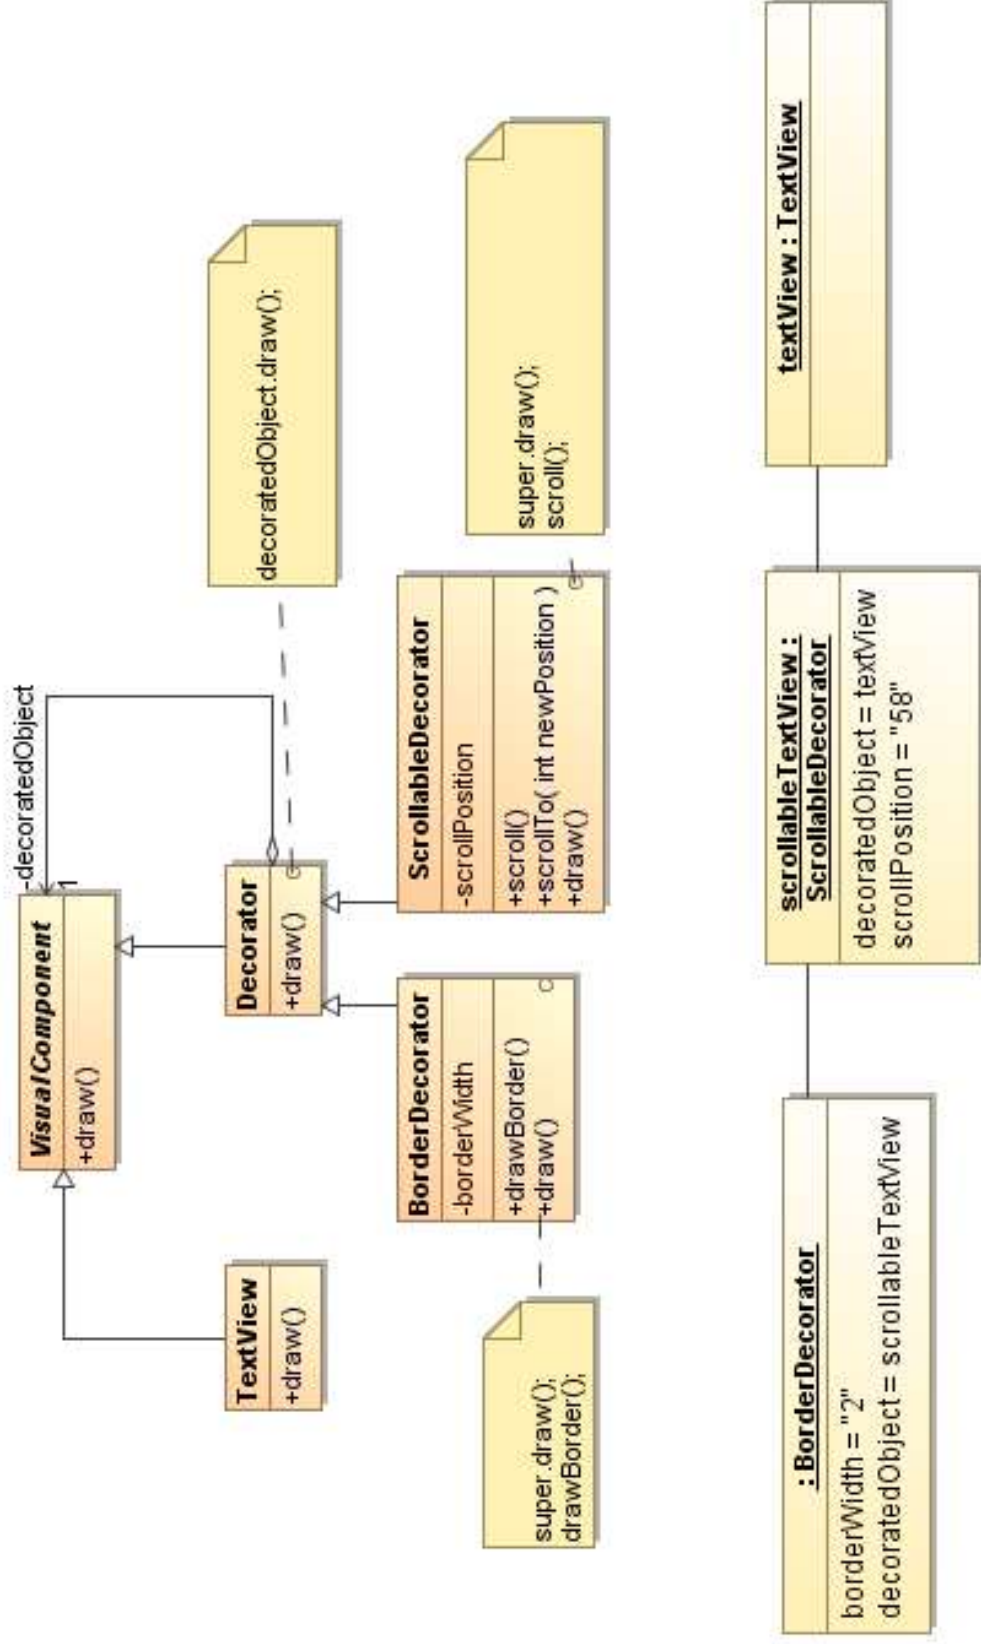 -decoratedObject
1
VisualComponent
+draw()
TextView
+draw()
Decorator
+draw()
decoratedObject.draw();
BorderDecorator
-borderWidth
+drawBorder()
+draw()
ScrollableDecorator
-scrollPosition
+scroll()
+scrollTo( int newPosition )
+draw()
super.draw();
drawBorder();
super.draw();
scroll();
: BorderDecorator
borderWidth = "2"
decoratedObject = scrollableTextView
scrollableTextView :
ScrollableDecorator
decoratedObject = textView
scrollPosition = "58"
textView : TextView